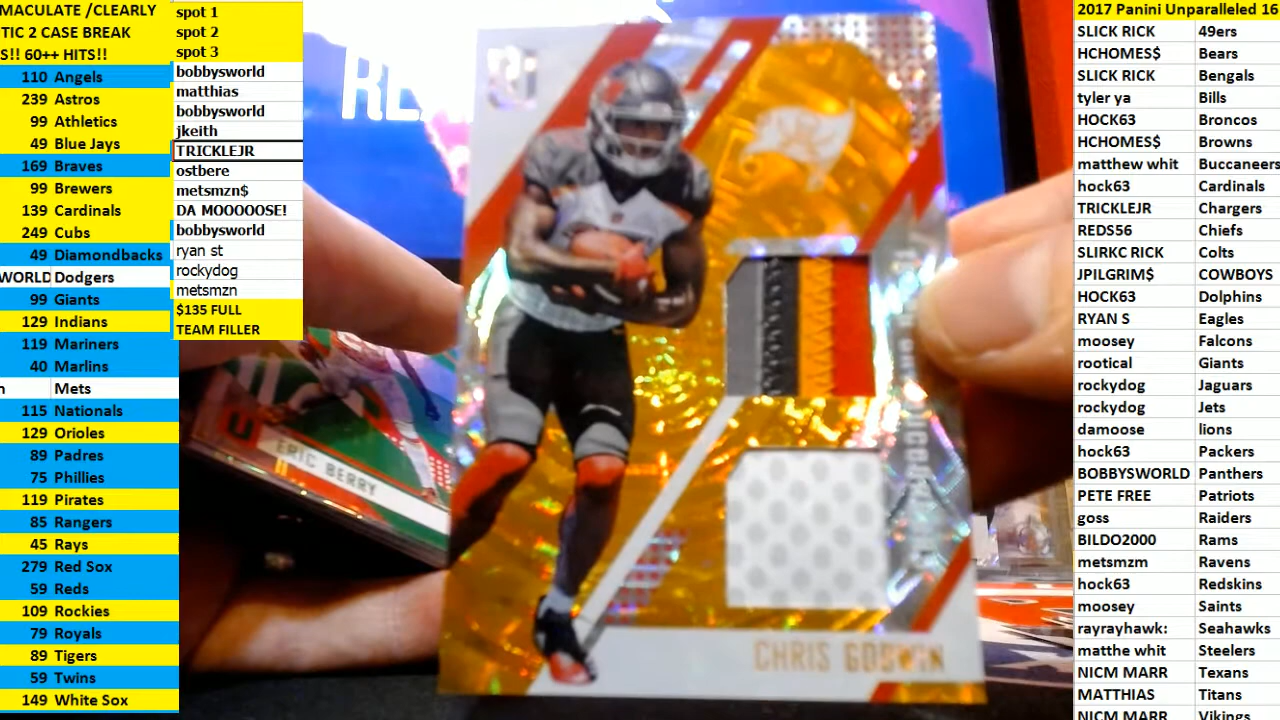 MACULATE /CLEARLY
TIC 2 CASE BREAK
S!! 60++ HITS!!
110 Angels
239 Astros
99 Athletics
49 Blue Jays
169 Braves
99 Brewers
139 Cardinals
249 Cubs
49 Diamondbacks
WORLD Dodgers
99 Giants
129 Indians
119 Mariners
40 Marlins
n Mets
115 Nationals
129 Orioles
89 Padres
75 Phillies
119 Pirates
85 Rangers
45 Rays
279 Red Sox
59 Reds
109 Rockies
79 Royals
89 Tigers
59 Twins
149 White Sox
spot 1
spot 2
spot 3
bobbysworld
matthias
bobbysworld
jkeith
TRICKLEJR
ostbere
metsmzn$
DA MOOOOOSE!
bobbysworld
ryan st
rockydog
metsmzn
$135 FULL
TEAM FILLER
ERIC BERRY
CHRIS GODWIN
2017 Panini Unparalleled 16
SLICK RICK 49ers
HCHOMES$ Bears
SLICK RICK Bengals
tyler ya Bills
HOCK63 Broncos
HCHOMES$ Browns
matthew whit Buccaneers
hock63 Cardinals
TRICKLEJR Chargers
REDS56 Chiefs
SLIRKC RICK Colts
JPILGRIM$ COWBOYS
HOCK63 Dolphins
RYAN S Eagles
moosey Falcons
rootical Giants
rockydog Jaguars
rockydog Jets
damoose lions
hock63 Packers
BOBBYSWORLD Panthers
PETE FREE Patriots
goss Raiders
BILDO2000 Rams
metsmzm Ravens
hock63 Redskins
moosey Saints
rayrayhawk: Seahawks
matthe whit Steelers
NICM MARR Texans
MATTHIAS Titans
NICM MARR Vikings